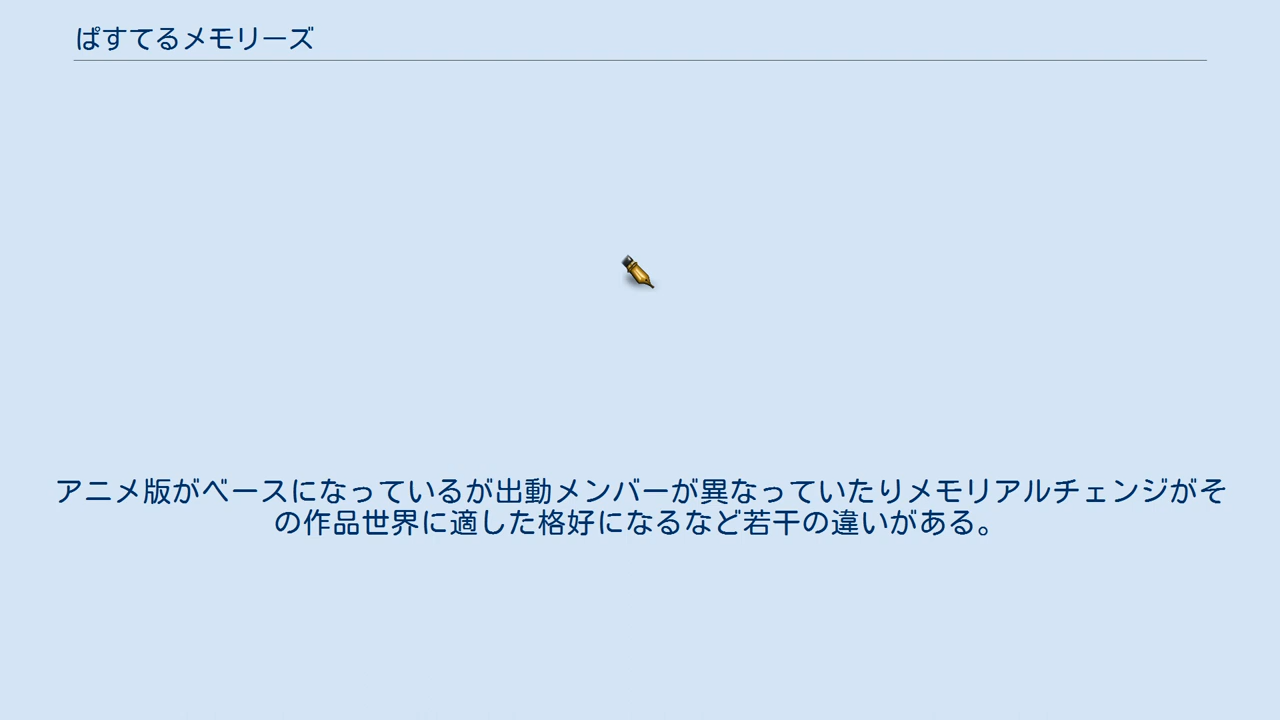 ぱすてるメモリーズ
アニメ版がベースになっているが出動メンバーが異なっていたりメモリアルチェンジがそ
の作品世界に適した格好になるなど若干の違いがある。